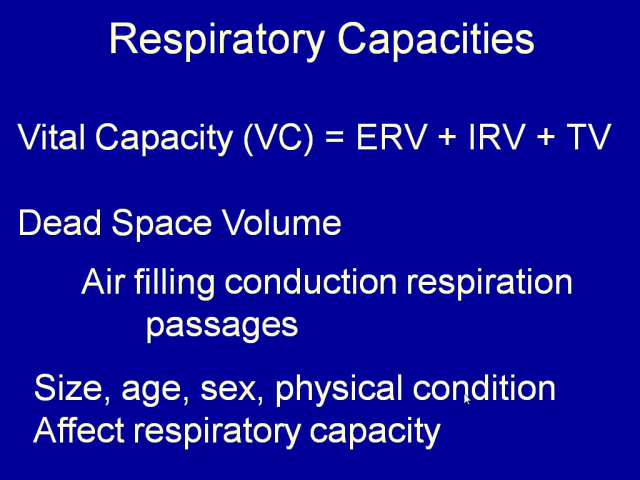 Respiratory Capacities
Vital Capacity (VC) = ERV + IRV + TV
Dead Space Volume
Air filling conduction respiration
passages
Size, age, sex, physical condition
Affect respiratory capacity